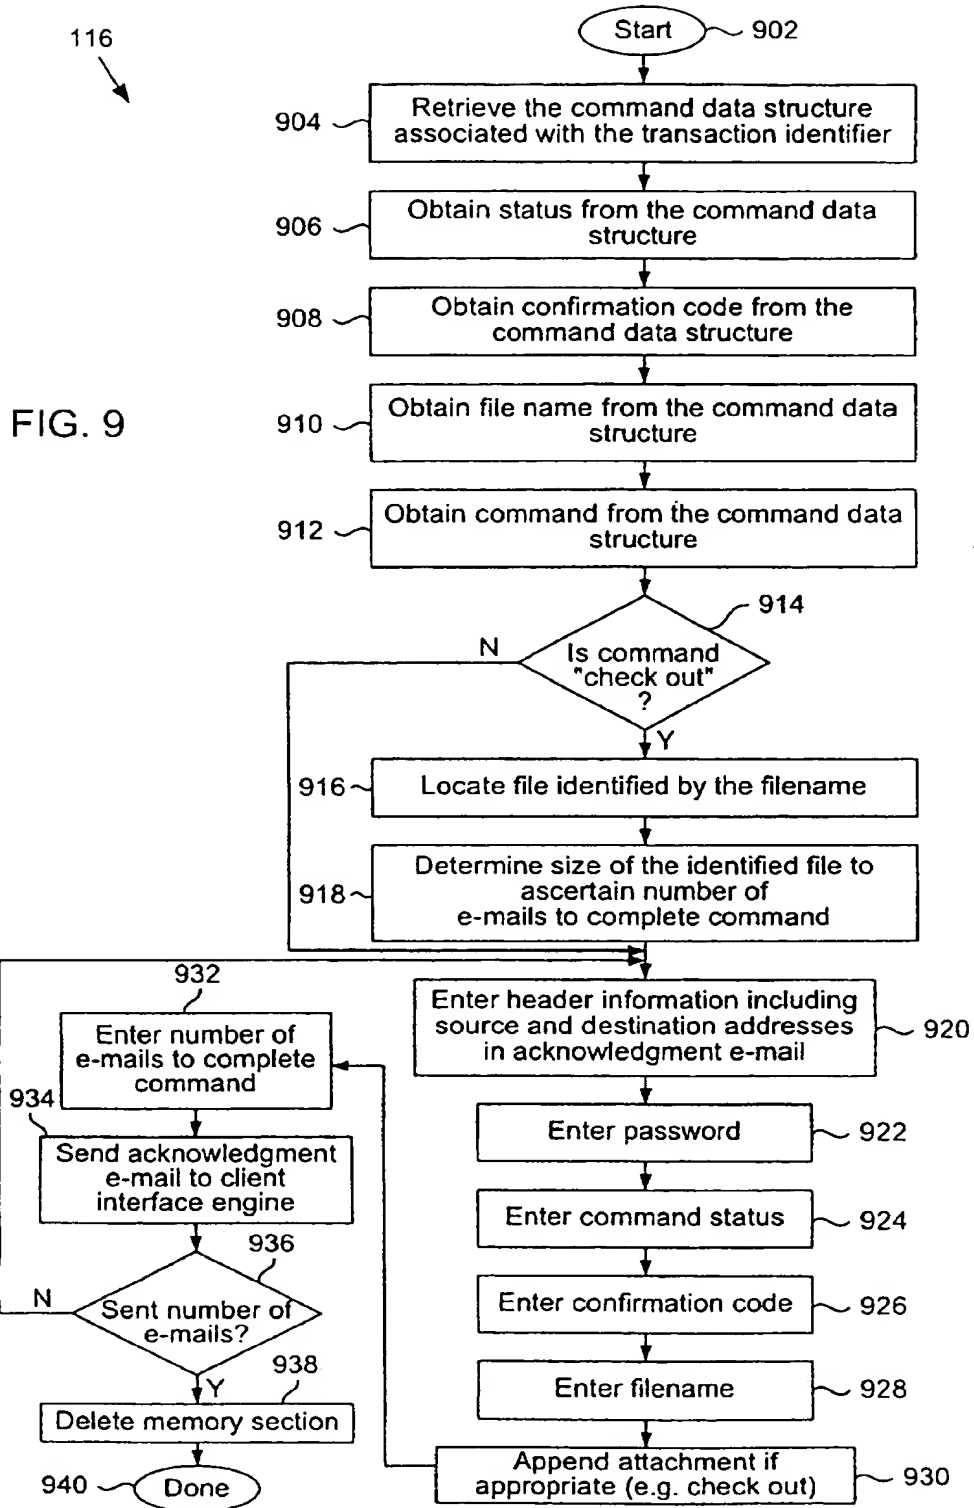 116
Start
902
904
Retrieve the command data structure
associated with the transaction identifier
906
Obtain status from the command data
structure
908
Obtain confirmation code from the
command data structure
FIG. 9
910
Obtain file name from the command data
structure
912
Obtain command from the command data
structure
914
N
Is command
"check out"
?
Y
916
Locate file identified by the filename
918
Determine size of the identified file to
ascertain number of
e-mails to complete command
920
Enter header information including
source and destination addresses
in acknowledgment e-mail
Enter password
922
Enter command status
924
Enter confirmation code
926
Enter filename
928
Append attachment if
appropriate (e.g. check out)
930
932
Enter number of
e-mails to complete
command
934
Send acknowledgment
e-mail to client
interface engine
936
N
Sent number of
e-mails?
Y
938
Delete memory section
940
Done